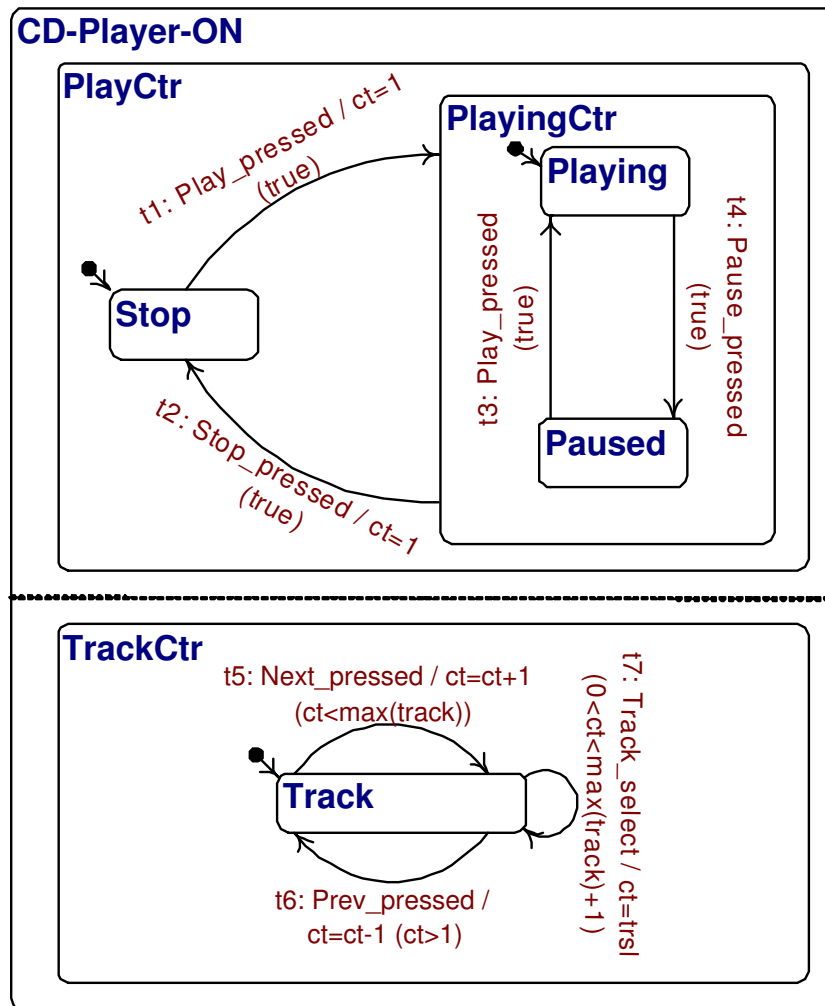 CD-Player-ON
PlayCtr
t1: Play_pressed / ct=1
(true)
PlayingCtr
Playing
t3: Play_pressed
(true)
t4: Pause_pressed
(true)
Stop
t2: Stop_pressed / ct=1
(true)
Paused
TrackCtr
t5: Next_pressed / ct=ct+1
(ct<max(track))
t7: Track_select / ct=trsl
(0<ct<max(track)+1)
Track
t6: Prev_pressed /
ct=ct-1 (ct>1)